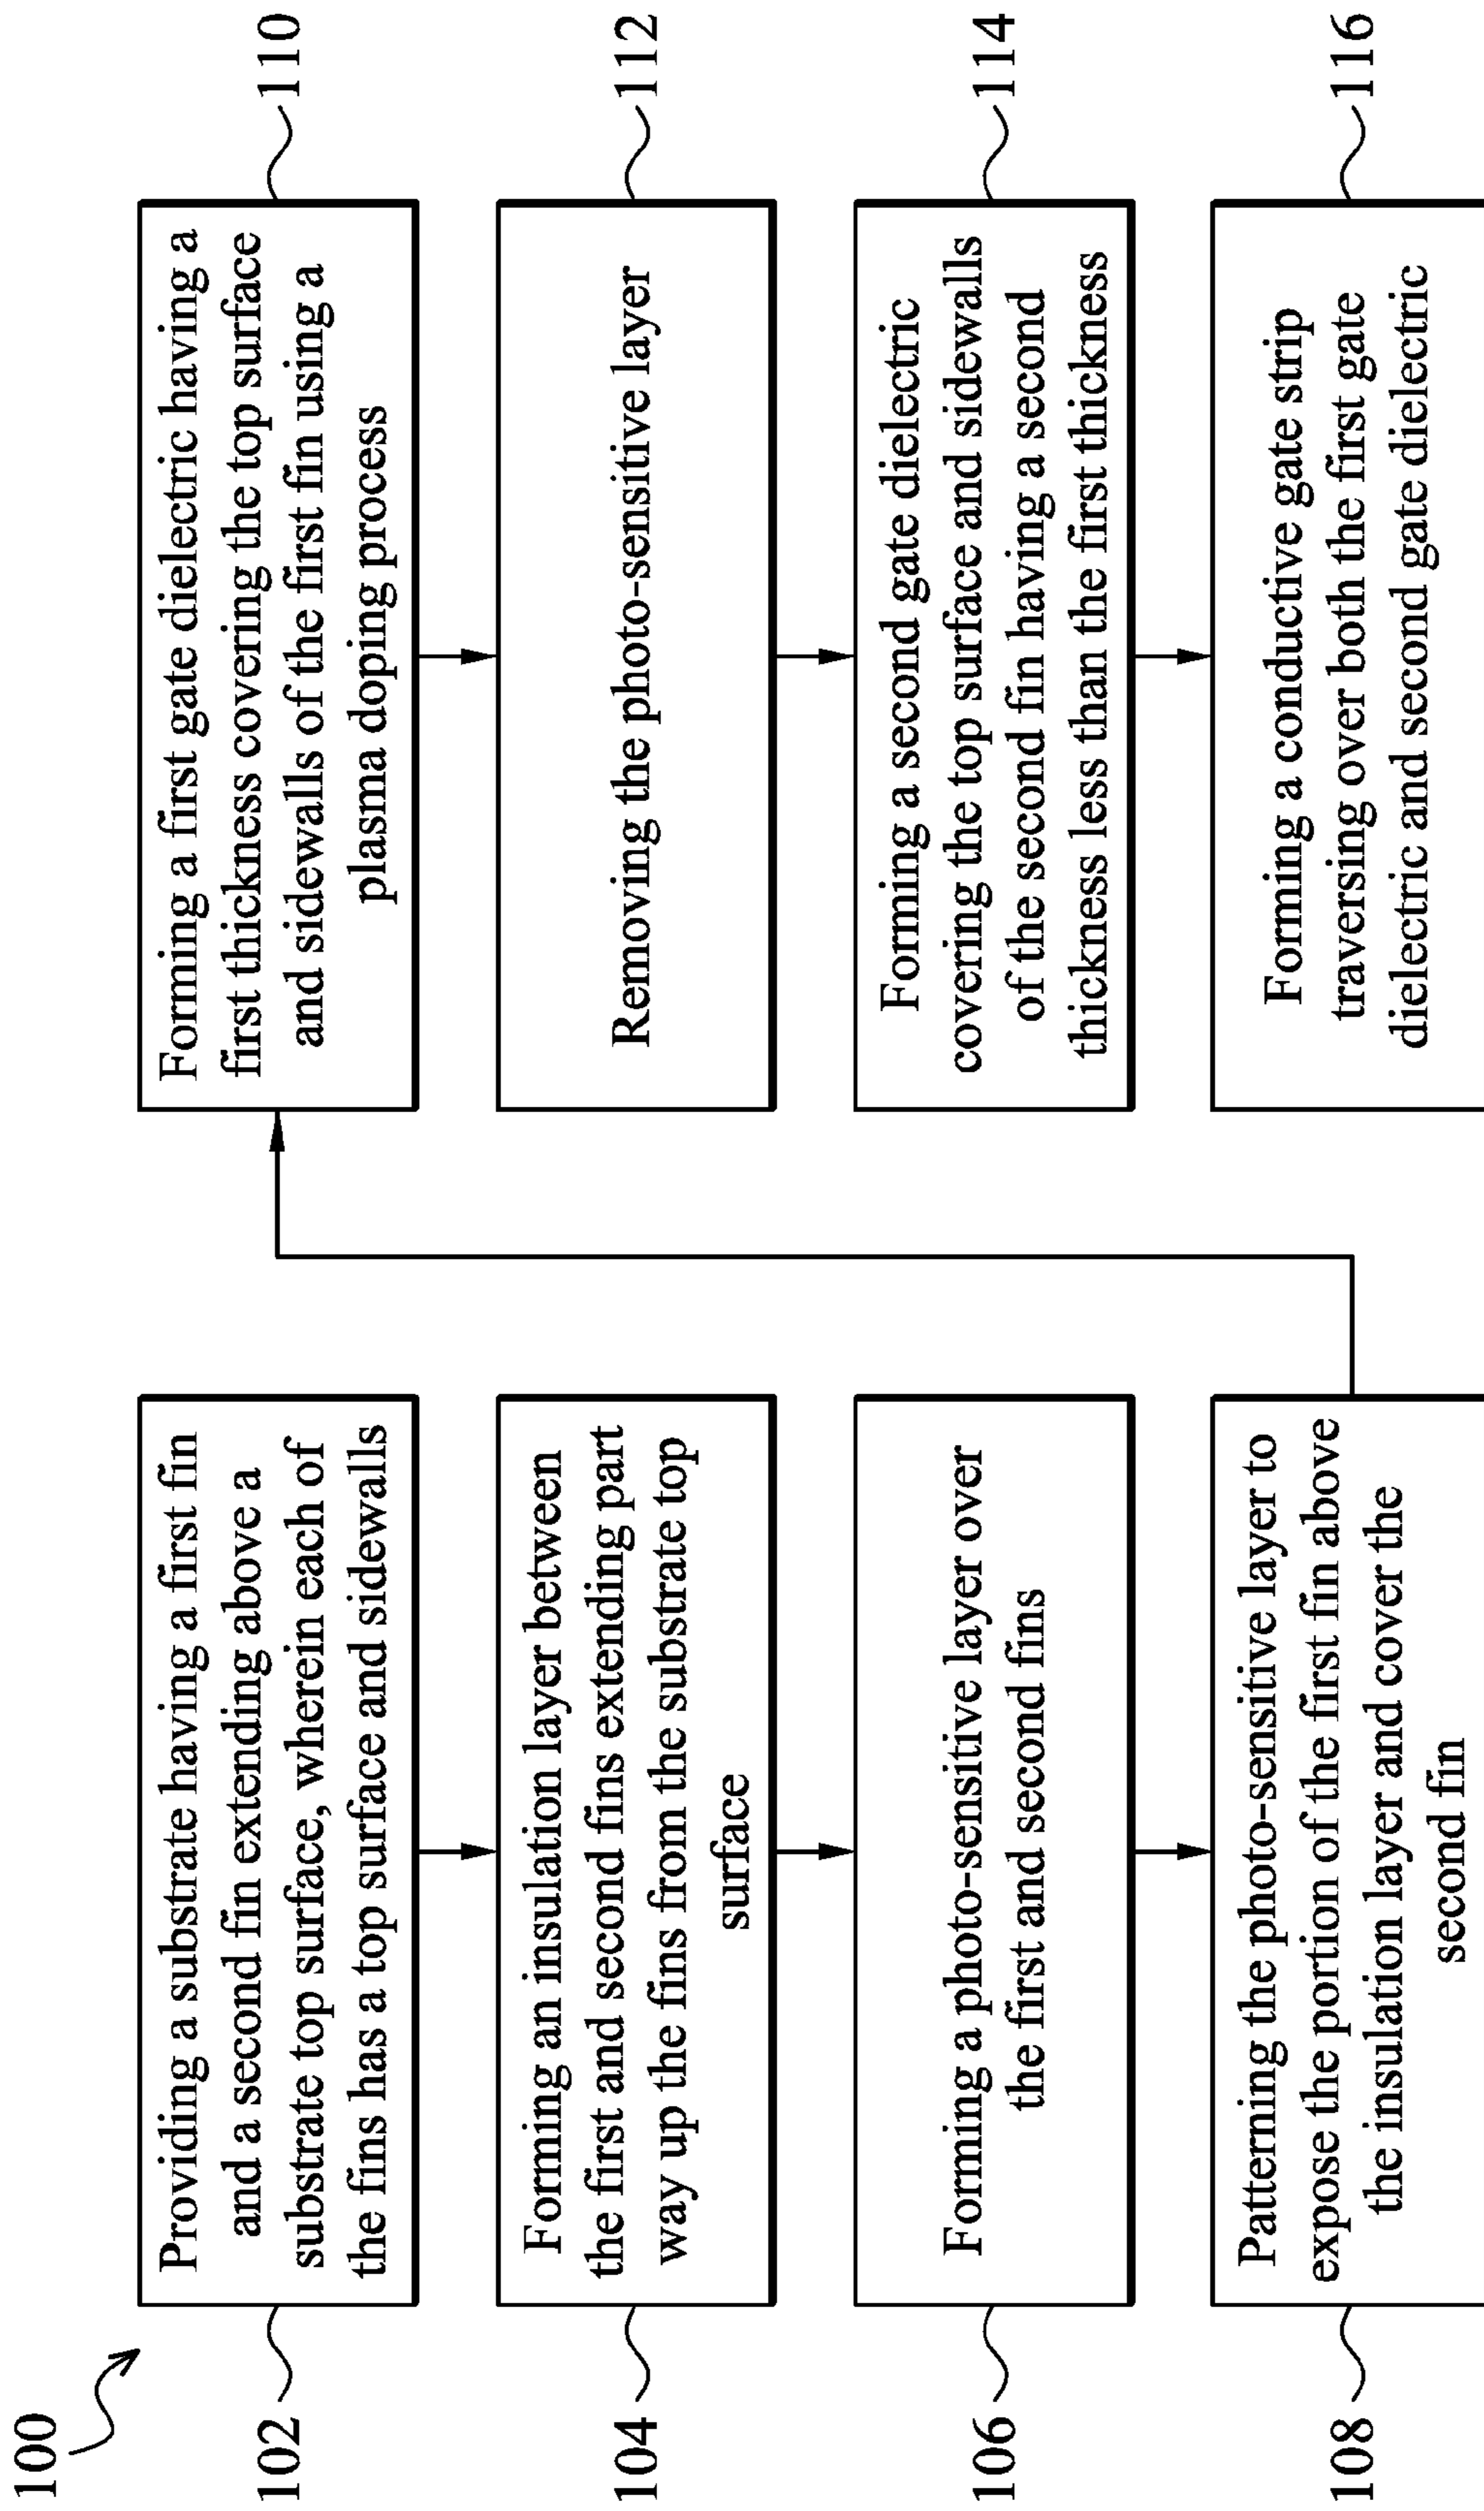 100
102
Providing a substrate having a first fin
and a second fin extending above a
substrate top surface, wherein each of
the fins has a top surface and sidewalls
104
Forming an insulation layer between
the first and second fins extending part
way up the fins from the substrate top
surface
106
Forming a photo-sensitive layer over
the first and second fins
108
Patterning the photo-sensitive layer to
expose the portion of the first fin above
the insulation layer and cover the
second fin
110
Forming a first gate dielectric having a
first thickness covering the top surface
and sidewalls of the first fin using a
plasma doping process
112
Removing the photo-sensitive layer
114
Forming a second gate dielectric
covering the top surface and sidewalls
of the second fin having a second
thickness less than the first thickness
116
Forming a conductive gate strip
traversing over both the first gate
dielectric and second gate dielectric